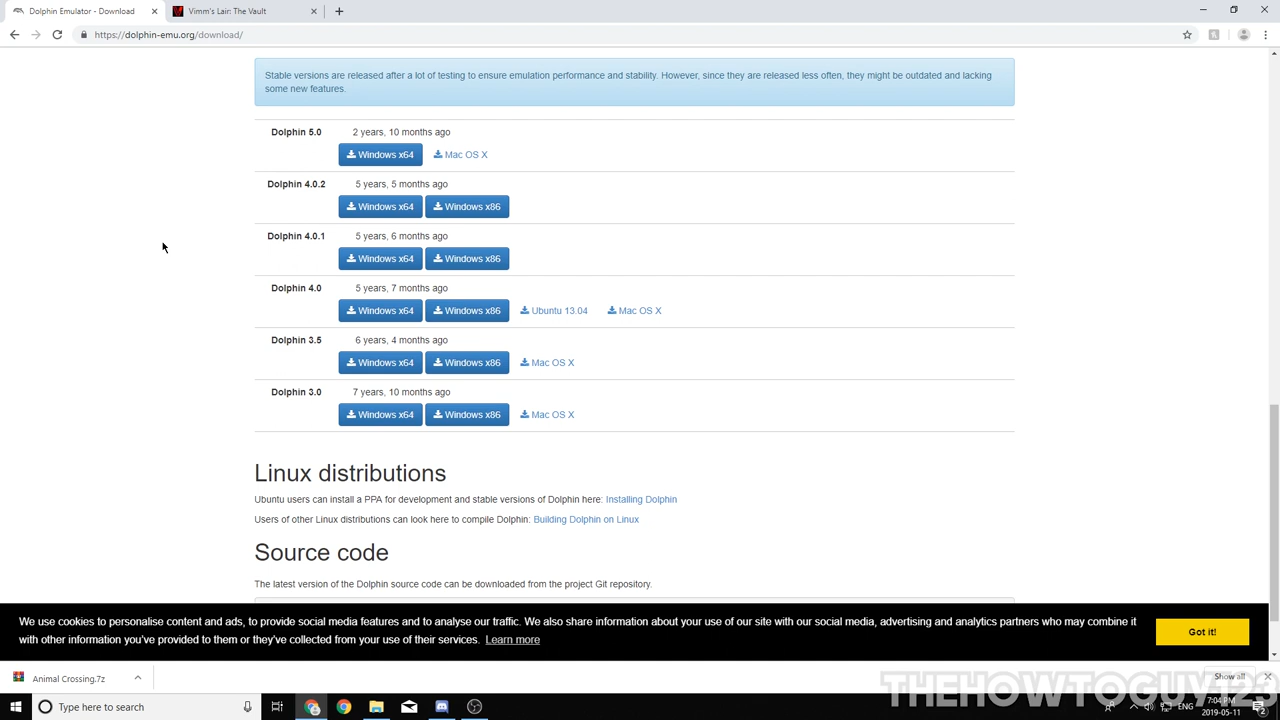 Dolphin Emulator - Download
Vimm's Lair: The Vault
https://dolphin-emu.org/download/
Stable versions are released after a lot of testing to ensure emulation performance and stability. However, since they are released less often, they might be outdated and lacking
some new features.
Dolphin 5.0 2 years, 10 months ago
Windows x64 Mac OS X
Dolphin 4.0.2 5 years, 5 months ago
Windows x64 Windows x86
Dolphin 4.0.1 5 years, 6 months ago
Windows x64 Windows x86
Dolphin 4.0 5 years, 7 months ago
Windows x64 Windows x86 Ubuntu 13.04 Mac OS X
Dolphin 3.5 6 years, 4 months ago
Windows x64 Windows x86 Mac OS X
Dolphin 3.0 7 years, 10 months ago
Windows x64 Windows x86 Mac OS X
Linux distributions
Ubuntu users can install a PPA for development and stable versions of Dolphin here: Installing Dolphin
Users of other Linux distributions can look here to compile Dolphin: Building Dolphin on Linux
Source code
The latest version of the Dolphin source code can be downloaded from the project Git repository.
We use cookies to personalise content and ads, to provide social media features and to analyse our traffic. We also share information about your use of our site with our social media, advertising and analytics partners who may combine it
with other information you've provided to them or they've collected from your use of their services. Learn more
Got it!
Animal Crossing.7z
Show all
THEHOWTOGUY123
Type here to search
ENG
7:04 PM
2019-05-11
2